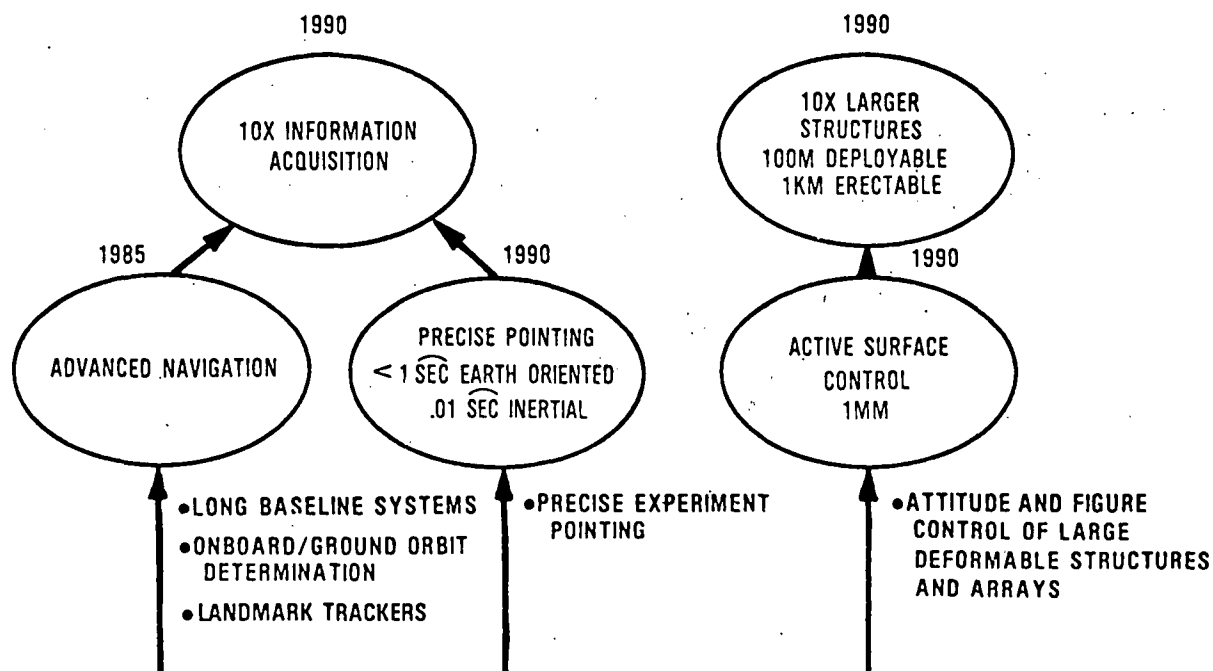 1990
10X INFORMATION
ACQUISITION
1990
10X LARGER
STRUCTURES
100M DEPLOYABLE
1KM ERECTABLE
1985
ADVANCED NAVIGATION
1990
PRECISE POINTING
< 1 SEC EARTH ORIENTED
.01 SEC INERTIAL
1990
ACTIVE SURFACE
CONTROL
1MM
●LONG BASELINE SYSTEMS
●ONBOARD/GROUND ORBIT
DETERMINATION
●LANDMARK TRACKERS
●PRECISE EXPERIMENT
POINTING
●ATTITUDE AND FIGURE
CONTROL OF LARGE
DEFORMABLE STRUCTURES
AND ARRAYS